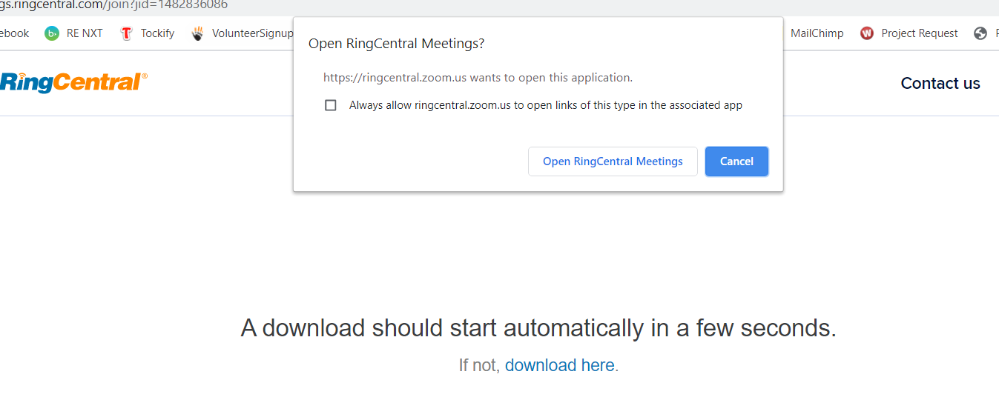 gs.ringcentral.com/join?jid=1482836086
ebook RE NXT Tockify VolunteerSignup MailChimp Project Request
Open RingCentral Meetings?
https://ringcentral.zoom.us wants to open this application.
Always allow ringcentral.zoom.us to open links of this type in the associated app
Open RingCentral Meetings Cancel
RingCentral® Contact us
A download should start automatically in a few seconds.
If not, download here.